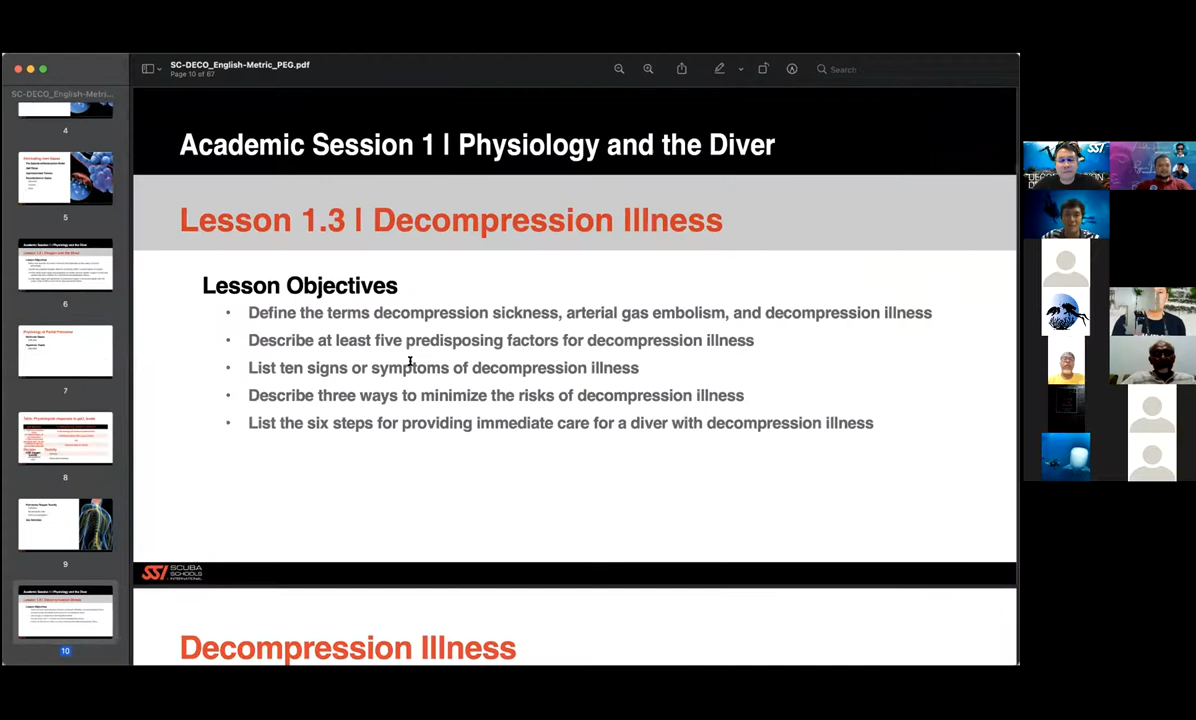 SC-DECO_English-Metric_PEG.pdf
Page 10 of 67
Search
SC-DECO_English-Metri...
4
5
6
7
8
9
10
Academic Session 1 | Physiology and the Diver
Lesson 1.3 | Decompression Illness
Lesson Objectives
• Define the terms decompression sickness, arterial gas embolism, and decompression illness
• Describe at least five predisposing factors for decompression illness
• List ten signs or symptoms of decompression illness
• Describe three ways to minimize the risks of decompression illness
• List the six steps for providing immediate care for a diver with decompression illness
SSI SCUBA
SCHOOLS
INTERNATIONAL
Decompression Illness